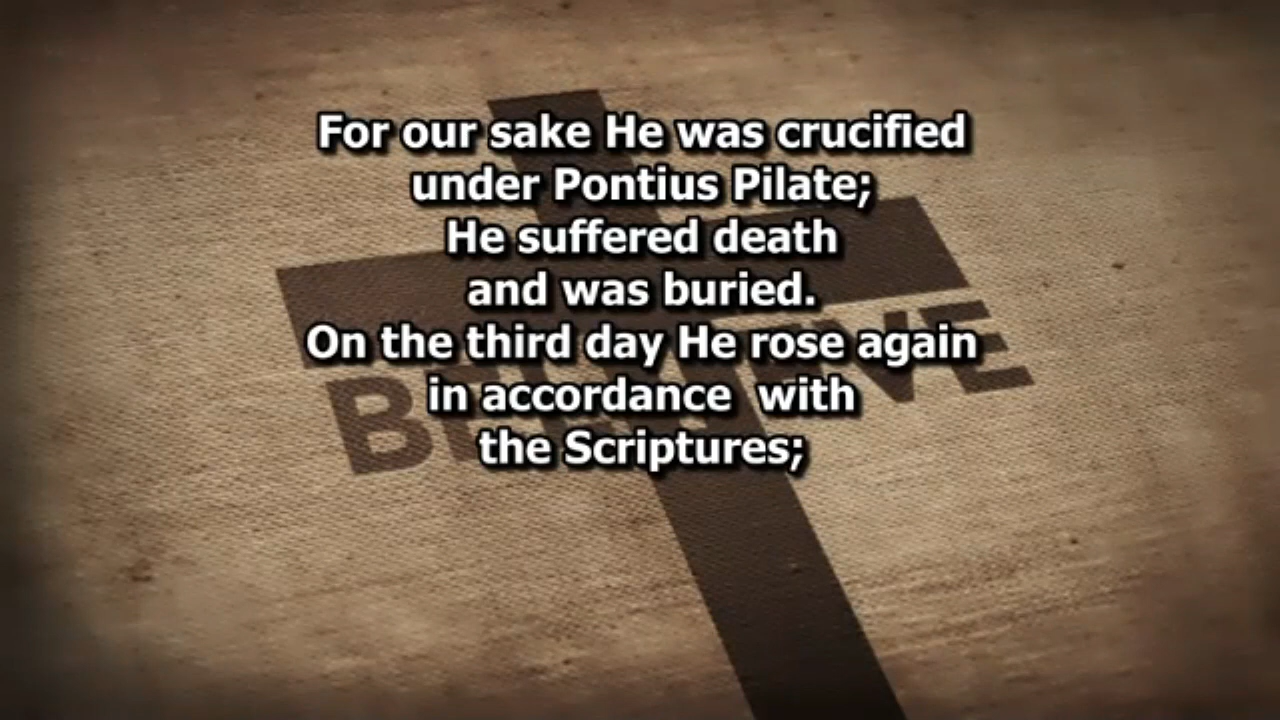 For our sake He was crucified
under Pontius Pilate;
He suffered death
and was buried.
On the third day He rose again
in accordance  with
the Scriptures;
BELIEVE